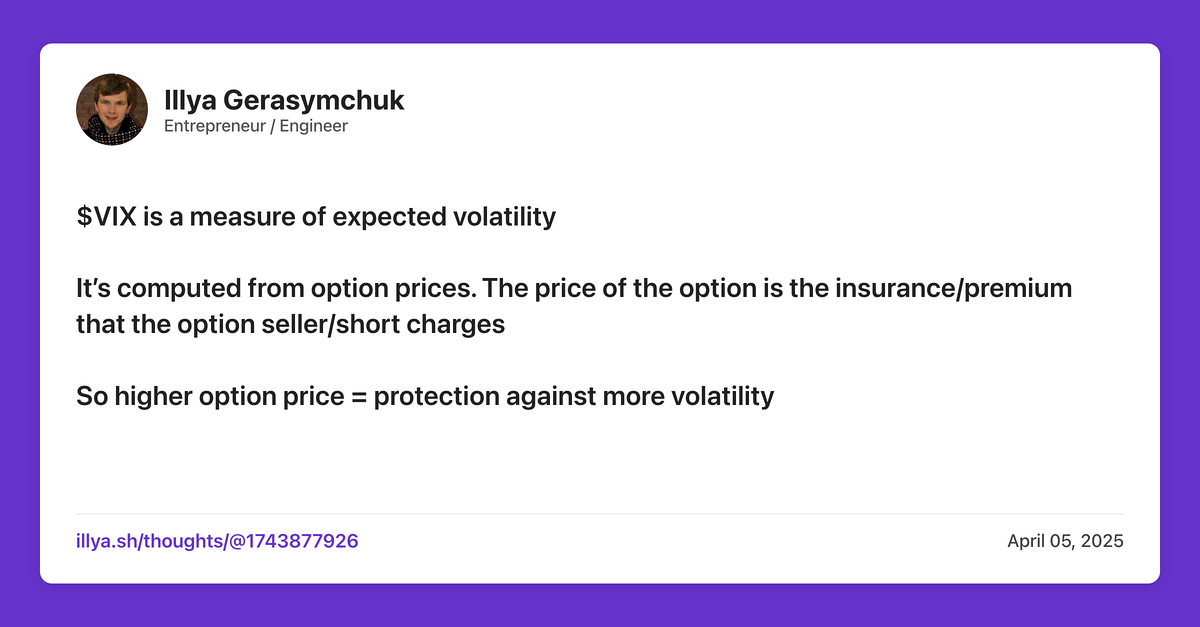 Illya Gerasymchuk
Entrepreneur / Engineer
$VIX is a measure of expected volatility
It’s computed from option prices. The price of the option is the insurance/premium
that the option seller/short charges
So higher option price = protection against more volatility
illya.sh/thoughts/@1743877926
April 05, 2025